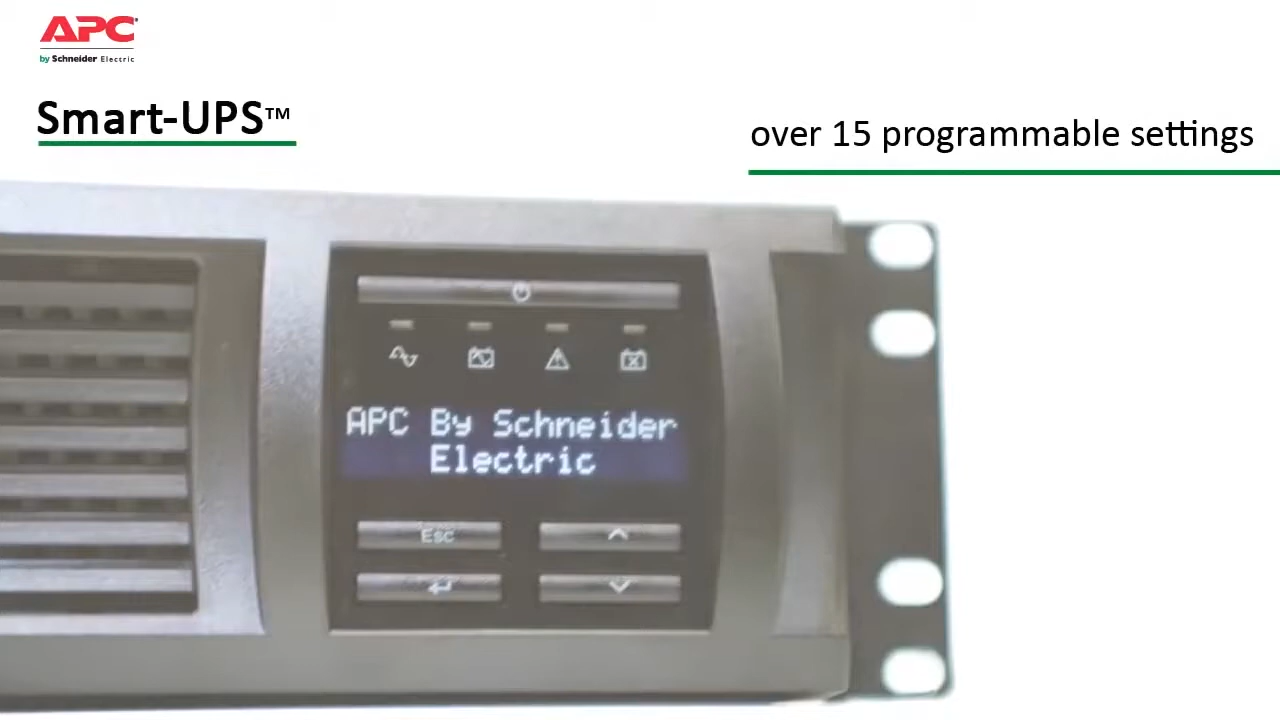 APC
by Schneider Electric
Smart-UPS™
over 15 programmable settings
APC By Schneider
Electric
Esc